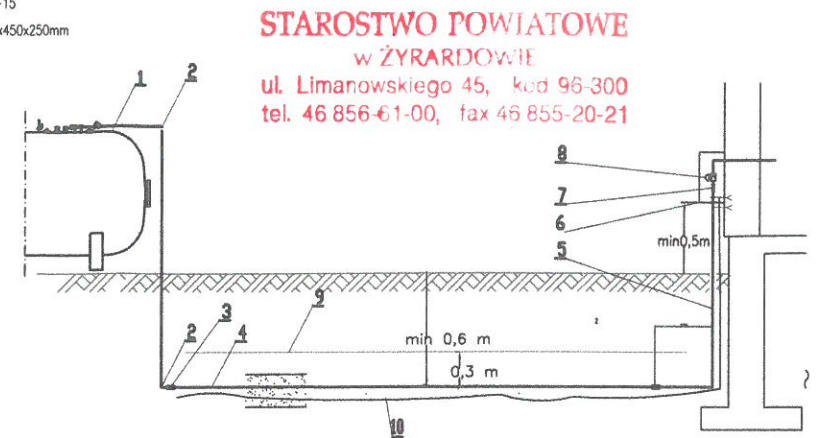 -15
x450x250mm
STAROSTWO POWIATOWE
w ŻYRARDOWIE
ul. Limanowskiego 45, kod 96-300
tel. 46 856-61-00, fax 46 855-20-21
1
2
8
7
6
min0,5m
5
9
2
3
4
min 0,6 m
0,3 m
10